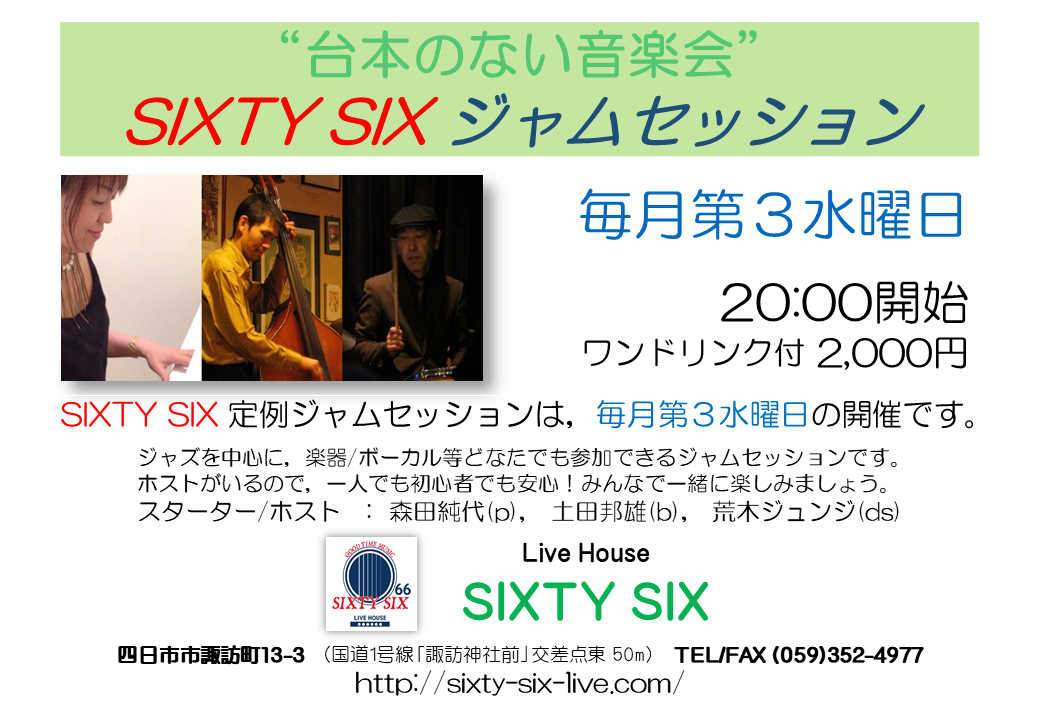 “台本のない音楽会”
SIXTY SIX ジャムセッション
毎月第３水曜日
20:00開始
ワンドリンク付 2,000円
SIXTY SIX 定例ジャムセッションは，毎月第３水曜日の開催です。
ジャズを中心に，楽器/ボーカル等どなたでも参加できるジャムセッションです。
ホストがいるので，一人でも初心者でも安心！みんなで一緒に楽しみましょう。
スターター/ホスト ： 森田純代(p)， 土田邦雄(b)， 荒木ジュンジ(ds)
GOOD TIME MUSIC
66
SIXTY SIX
LIVE HOUSE
Live House
SIXTY SIX
四日市市諏訪町13-3 （国道1号線「諏訪神社前」交差点東 50m） TEL/FAX (059)352-4977
http://sixty-six-live.com/